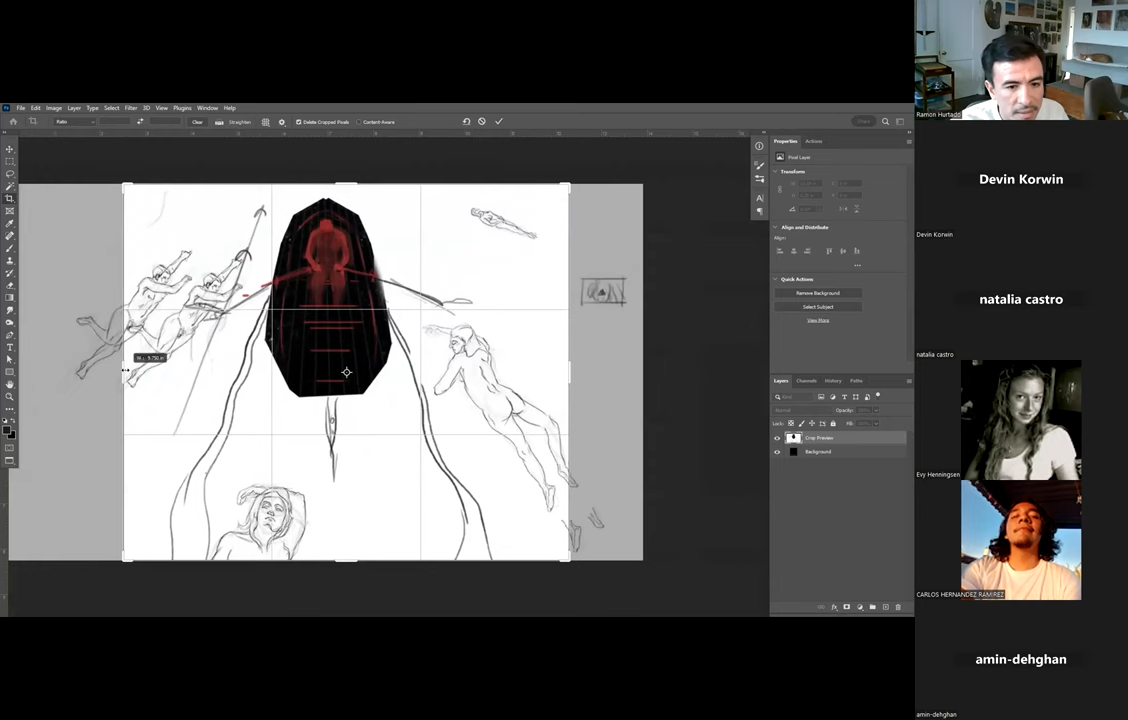 File Edit Image Layer Type Select Filter 3D View Plugins Window Help
Ratio Clear Straighten Delete Cropped Pixels Content-Aware
Properties Actions
Pixel Layer
Transform
Align and Distribute
Align:
Quick Actions
Remove Background
Select Subject
View More
Layers Channels History Paths
Opacity:
Lock:
Crop Preview
Background
Ramon Hurtado
Devin Korwin
Devin Korwin
natalia castro
natalia castro
Evy Henningsen
CARLOS HERNANDEZ RAMIREZ
amin-dehghan
amin-dehghan